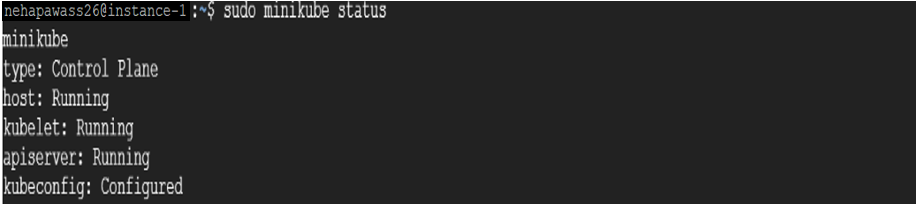 nehapawass26@instance-1:~$ sudo minikube status
minikube
type: Control Plane
host: Running
kubelet: Running
apiserver: Running
kubeconfig: Configured